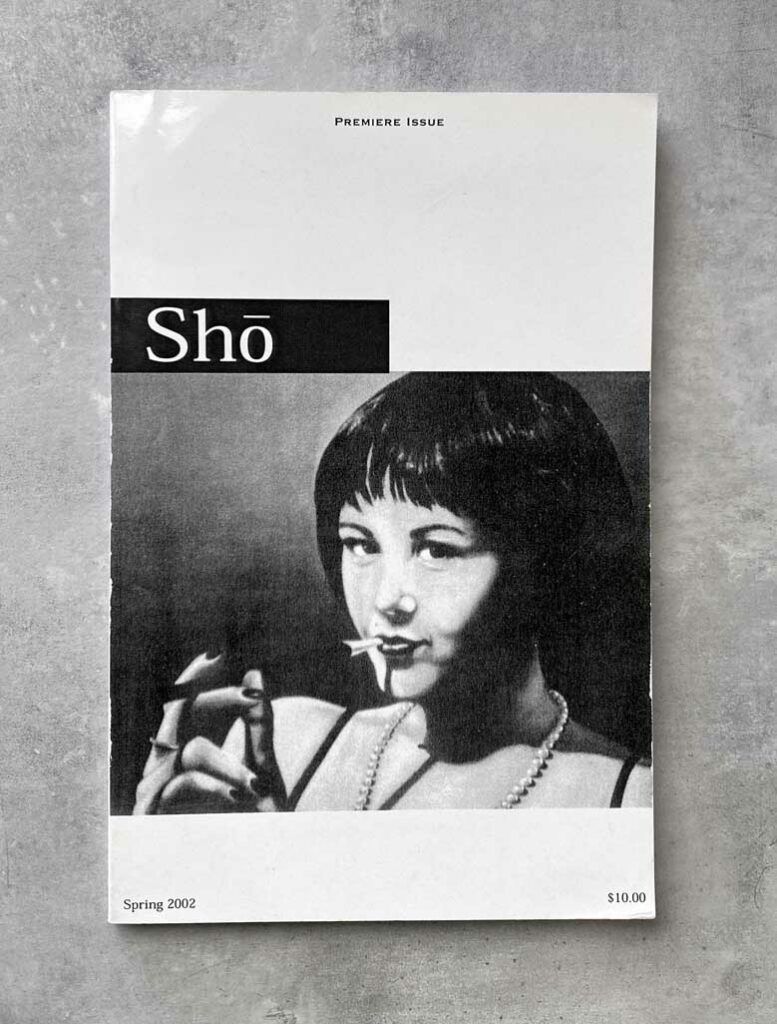 Premiere Issue
Shō
Spring 2002
$10.00